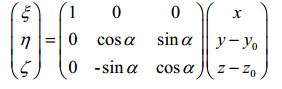 ξ 1 0 0 x
η = 0 cos α sin α y – y₀
ζ 0 -sin α cos α z – z₀